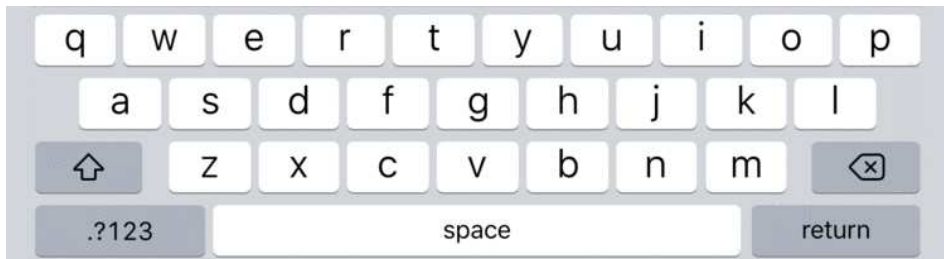 q w e r t y u i o p
a s d f g h j k l
z x c v b n m
.?123 space return